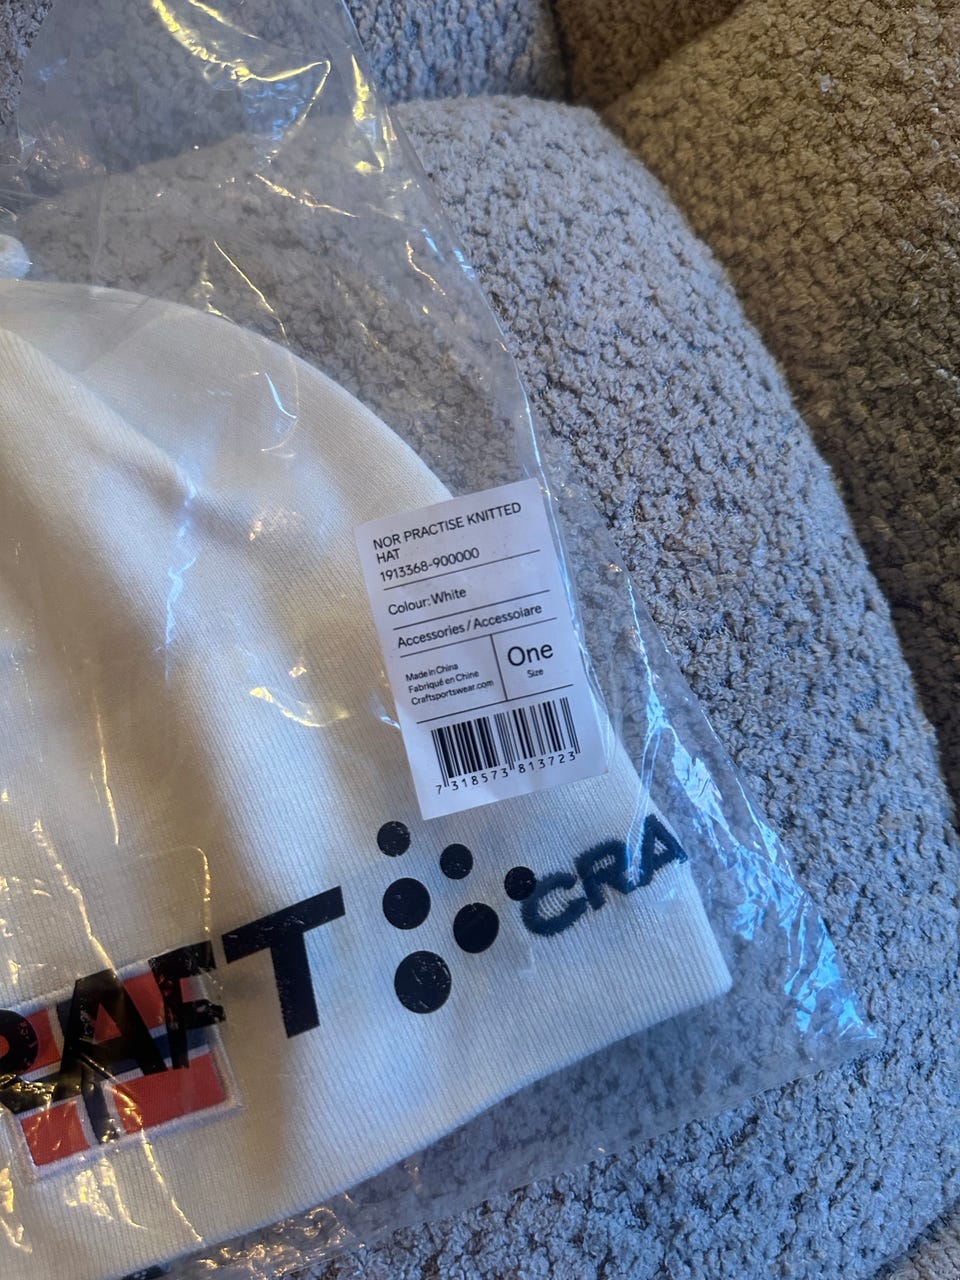 NOR PRACTISE KNITTED
HAT
1913368-900000
Colour: White
Accessories / Accessoiare
Made in China
Fabriqué en Chine
Craftsportswear.com
One
Size
7 318573 813723
RAFT
CRA